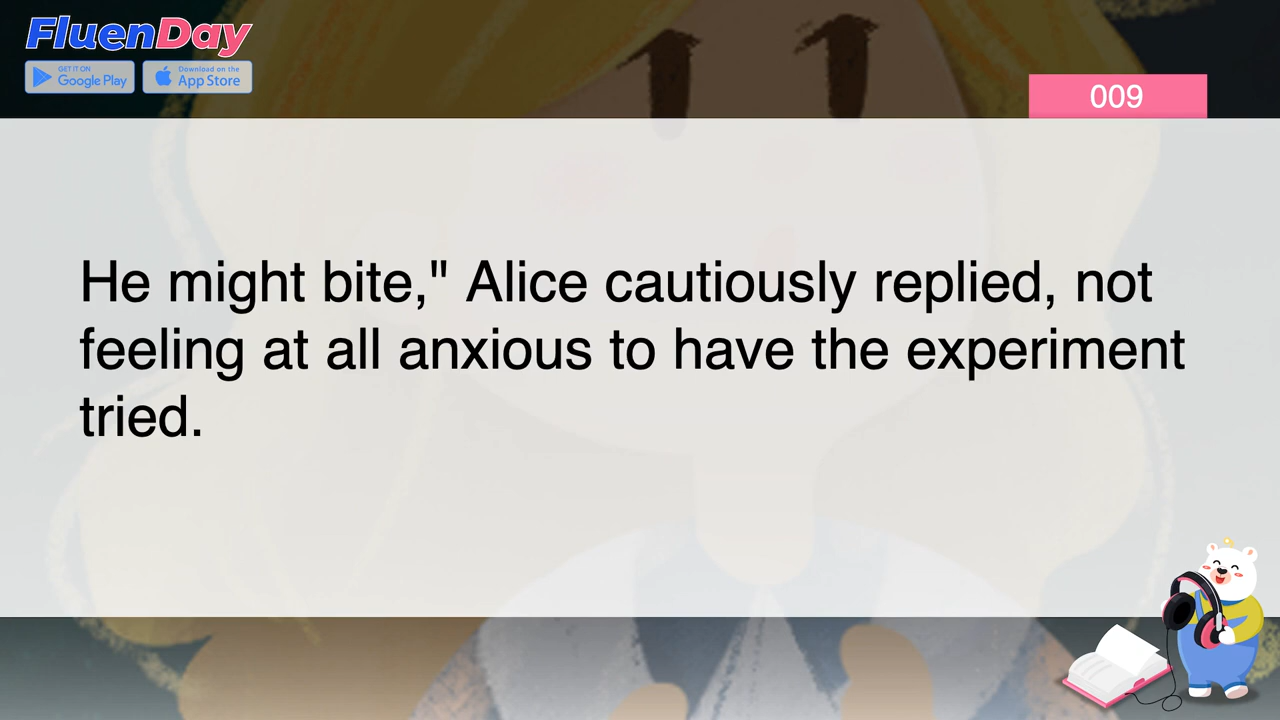 FluenDay
GET IT ON
Google Play
Download on the
App Store
009
He might bite," Alice cautiously replied, not
feeling at all anxious to have the experiment
tried.